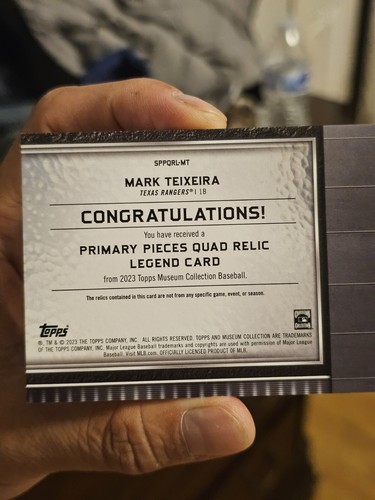 SPPQRL-MT
MARK TEIXEIRA
TEXAS RANGERS® | 1B
CONGRATULATIONS!
You have received a
PRIMARY PIECES QUAD RELIC
LEGEND CARD
from 2023 Topps Museum Collection Baseball.
The relics contained in this card are not from any specific game, event, or season.
Topps
®, TM & © 2023 THE TOPPS COMPANY, INC. ALL RIGHTS RESERVED. TOPPS AND MUSEUM COLLECTION ARE TRADEMARKS
OF THE TOPPS COMPANY, INC. Major League Baseball trademarks and copyrights are used with permission of Major League
Baseball. Visit MLB.com. OFFICIALLY LICENSED PRODUCT OF MLB.